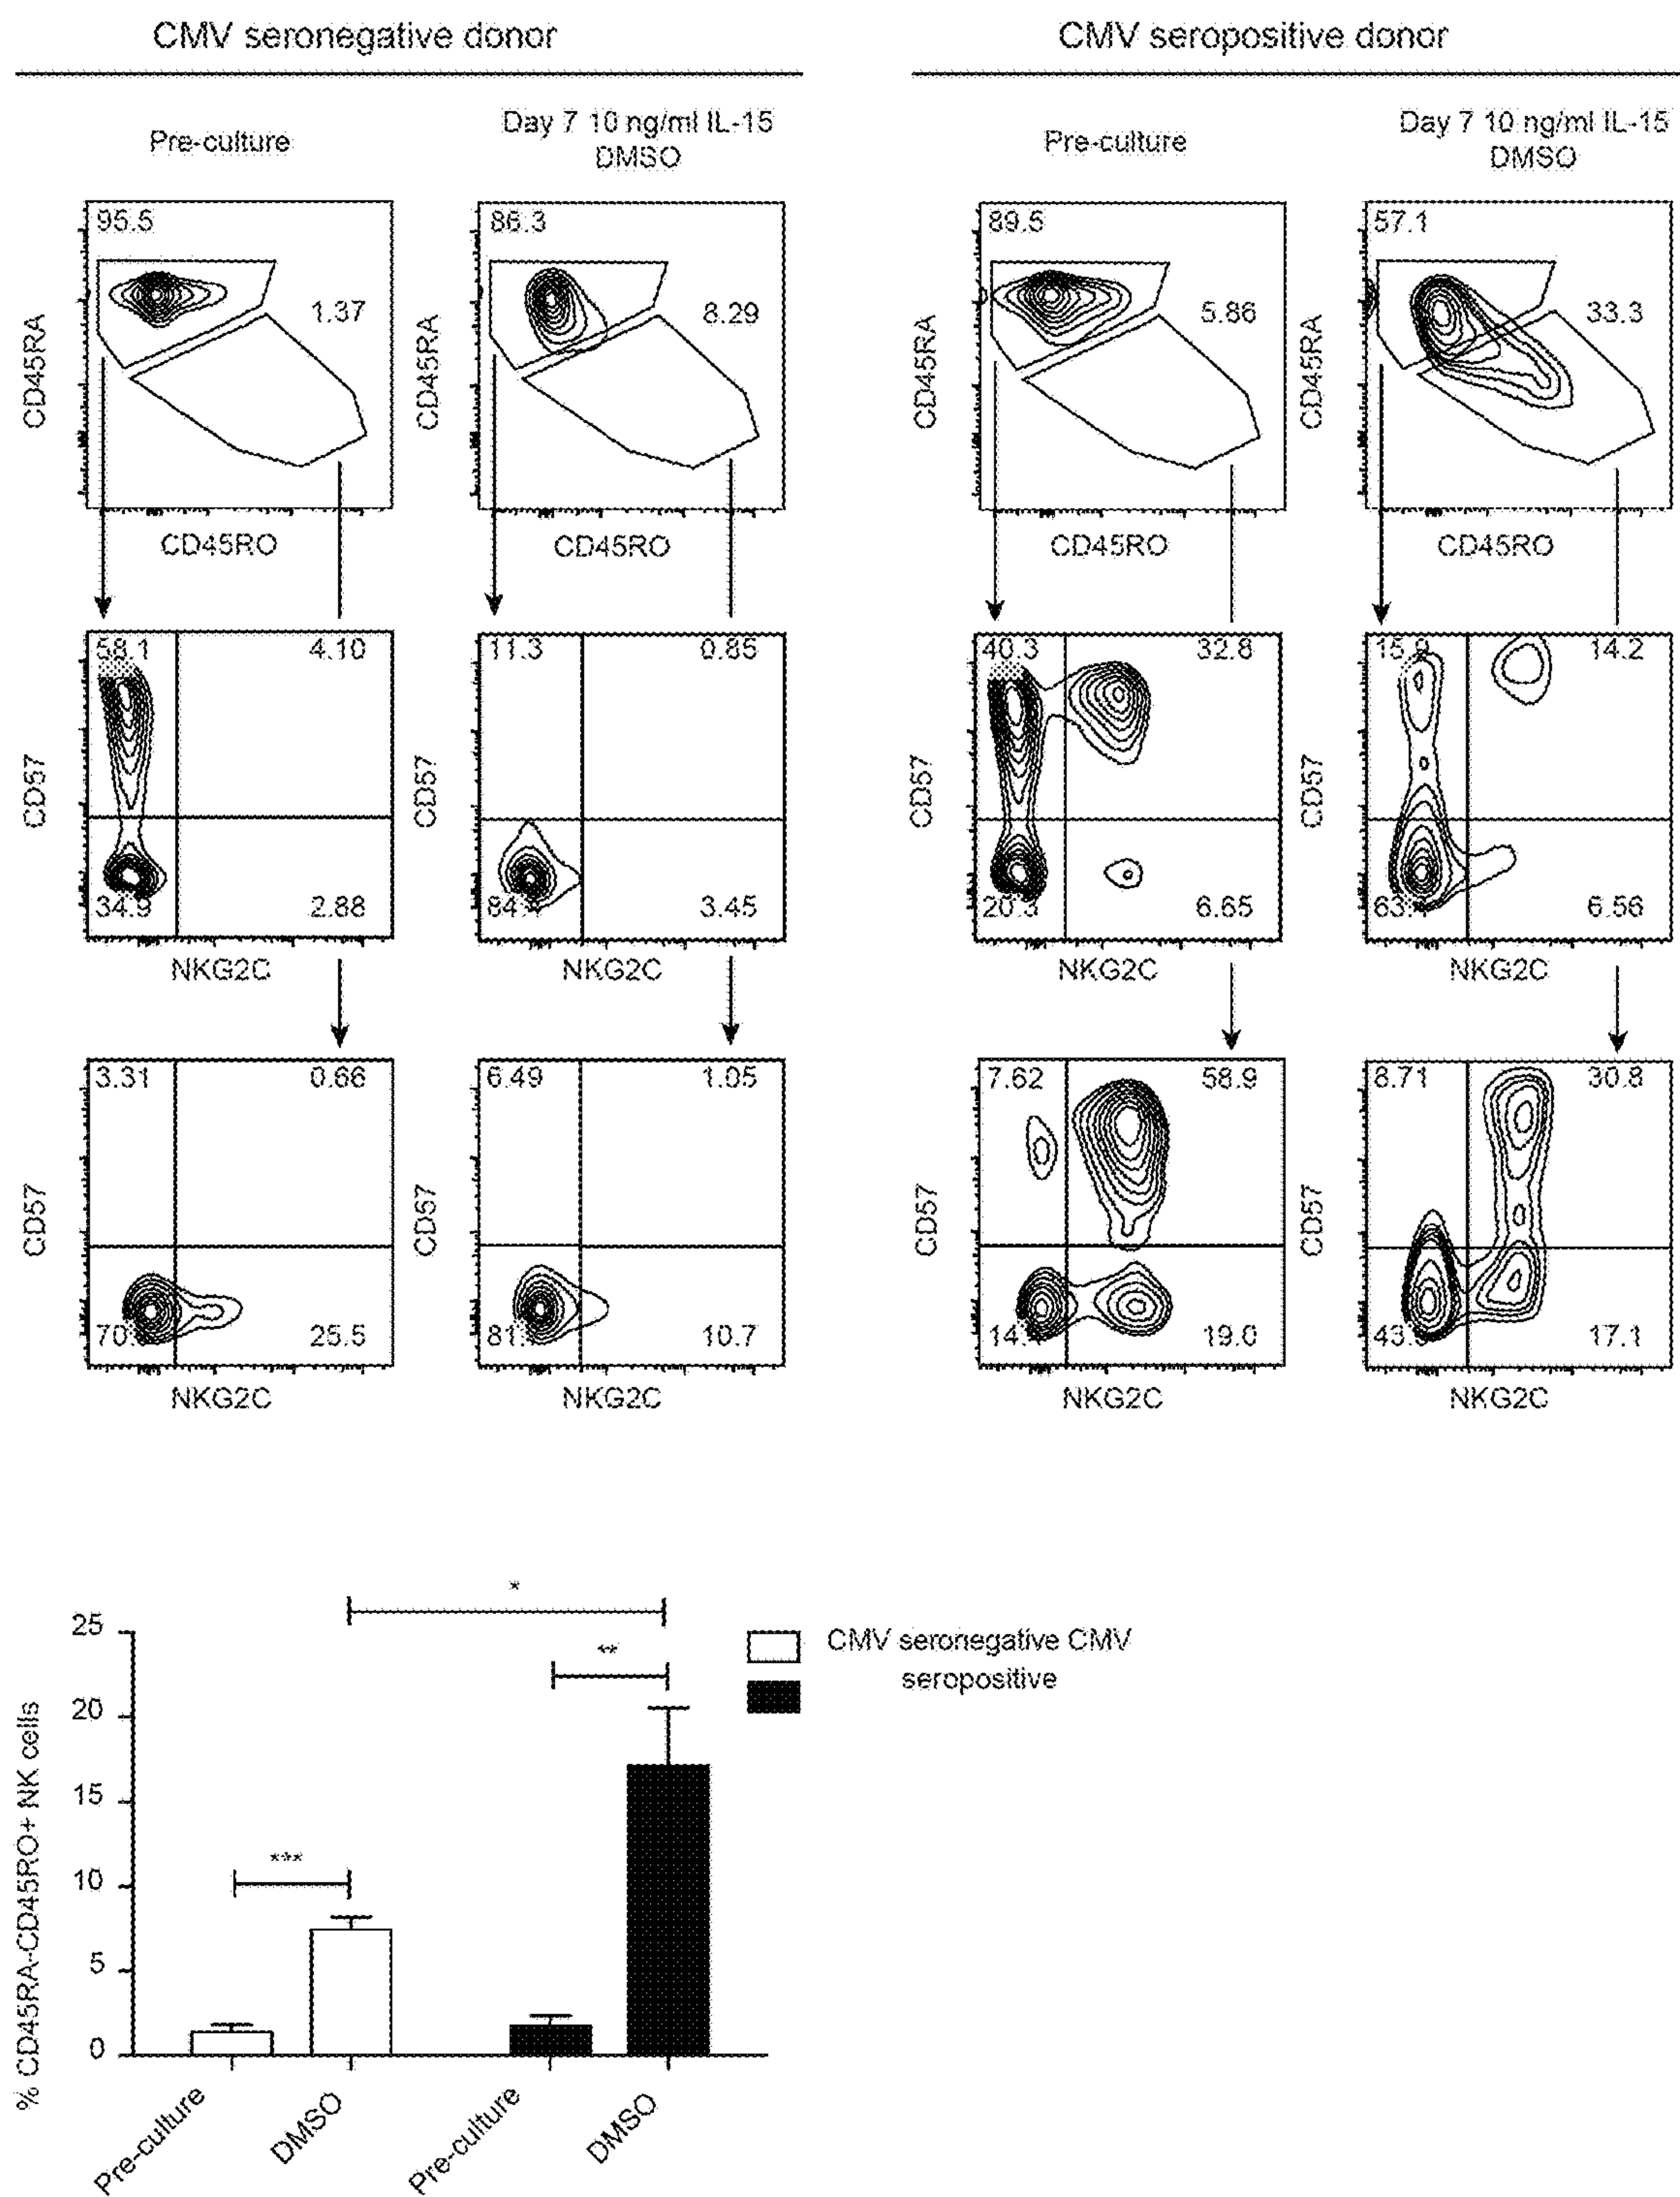 CMV seronegative donor
CMV seropositive donor
Pre-culture
Day 7 10 ng/ml IL-15
DMSO
Pre-culture
Day 7 10 ng/ml IL-15
DMSO
95.5
1.37
CD45RA
CD45RO
86.3
8.29
CD45RA
CD45RO
89.5
5.86
CD45RA
CD45RO
57.1
33.3
CD45RA
CD45RO
58.1
4.10
34.9
2.88
CD57
NKG2C
11.3
0.85
3.45
CD57
NKG2C
40.3
32.8
20.3
6.65
CD57
NKG2C
15.9
14.2
6.56
CD57
NKG2C
3.31
0.66
25.5
CD57
NKG2C
6.49
1.05
10.7
CD57
NKG2C
7.62
58.9
19.0
CD57
NKG2C
8.71
30.8
17.1
CD57
NKG2C
% CD45RA-CD45RO+ NK cells
25
20
15
10
5
0
*
**
***
CMV seronegative CMV
seropositive
Pre-culture
DMSO
Pre-culture
DMSO